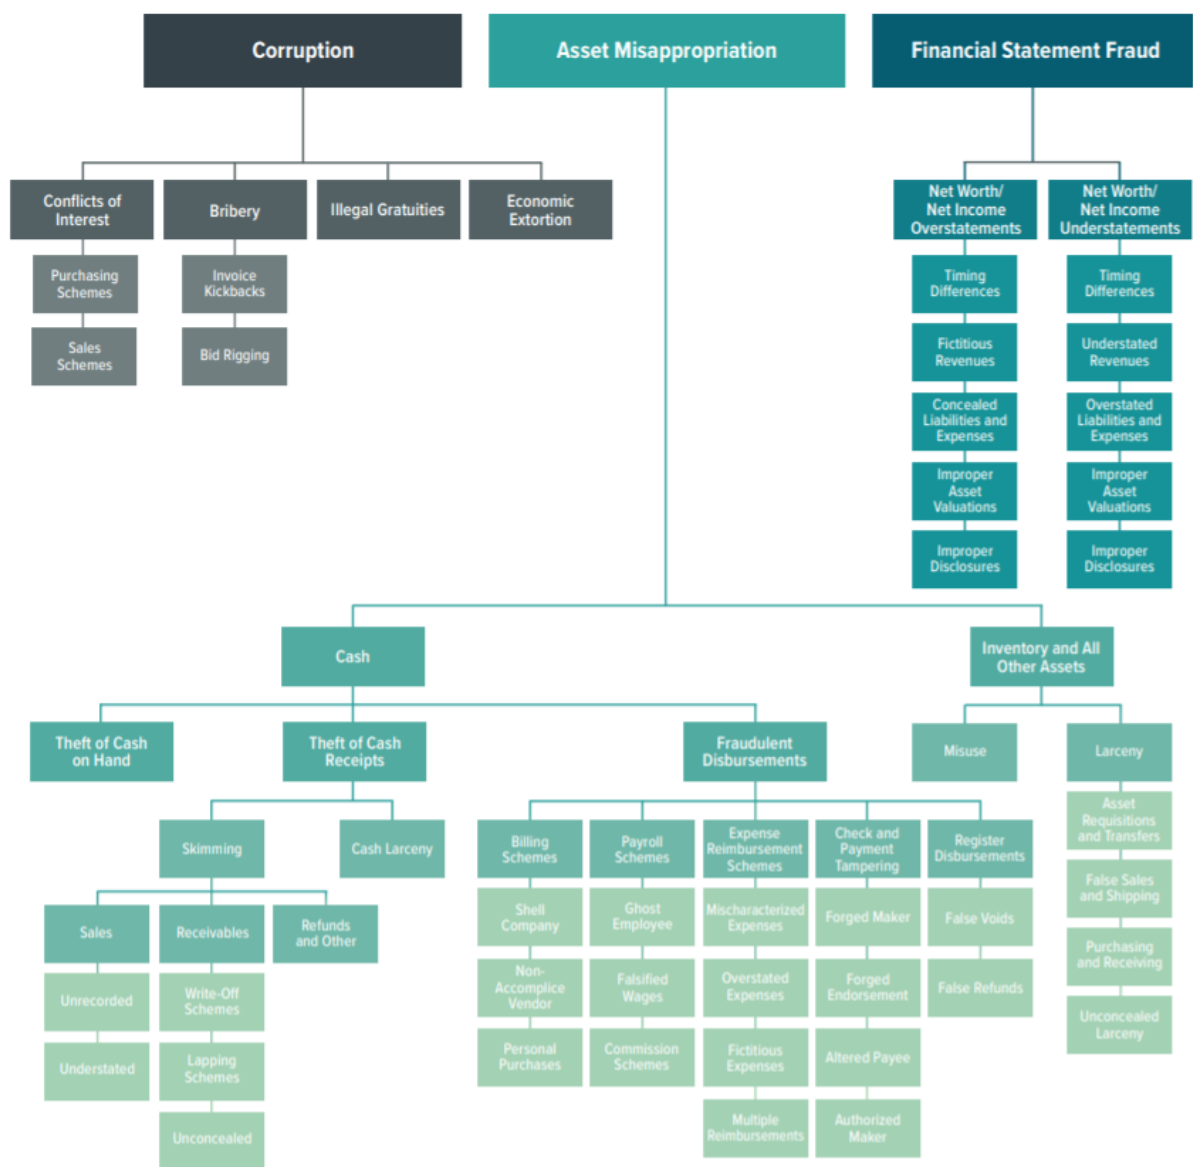 Corruption
Asset Misappropriation
Financial Statement Fraud
Conflicts of
Interest
Bribery
Illegal Gratuities
Economic
Extortion
Net Worth/
Net Income
Overstatements
Net Worth/
Net Income
Understatements
Purchasing
Schemes
Sales
Schemes
Invoice
Kickbacks
Bid Rigging
Timing
Differences
Fictitious
Revenues
Concealed
Liabilities and
Expenses
Improper
Asset
Valuations
Improper
Disclosures
Timing
Differences
Understated
Revenues
Overstated
Liabilities and
Expenses
Improper
Asset
Valuations
Improper
Disclosures
Cash
Inventory and All
Other Assets
Theft of Cash
on Hand
Theft of Cash
Receipts
Fraudulent
Disbursements
Misuse
Larceny
Skimming
Cash Larceny
Sales
Receivables
Refunds
and Other
Unrecorded
Understated
Write-Off
Schemes
Lapping
Schemes
Unconcealed
Billing
Schemes
Shell
Company
Non-
Accomplice
Vendor
Personal
Purchases
Payroll
Schemes
Ghost
Employee
Falsified
Wages
Commission
Schemes
Expense
Reimbursement
Schemes
Mischaracterized
Expenses
Overstated
Expenses
Fictitious
Expenses
Multiple
Reimbursements
Check and
Payment
Tampering
Forged Maker
Forged
Endorsement
Altered Payee
Authorized
Maker
Register
Disbursements
False Voids
False Refunds
Asset
Requisitions
and Transfers
False Sales
and Shipping
Purchasing
and Receiving
Unconcealed
Larceny